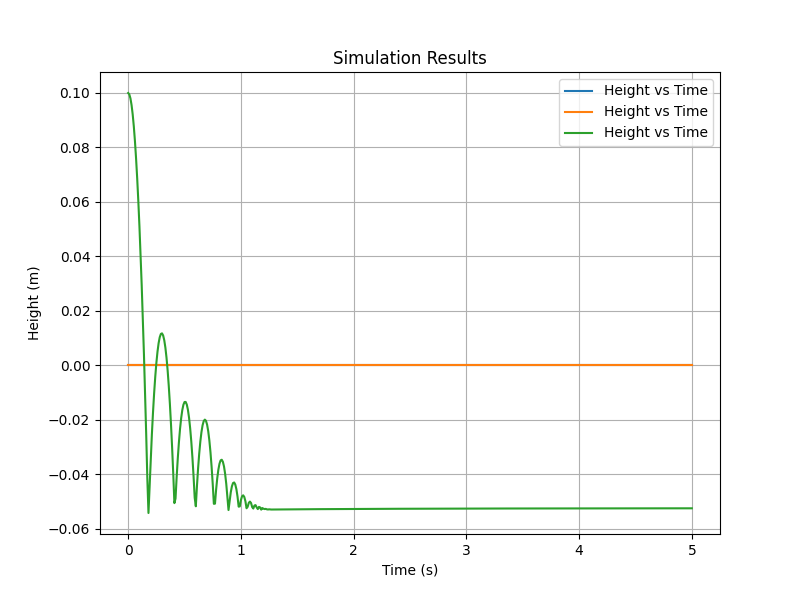 Simulation Results
Height vs Time
Height vs Time
Height vs Time
0.10
0.08
0.06
0.04
0.02
0.00
−0.02
−0.04
−0.06
Height (m)
0 1 2 3 4 5
Time (s)